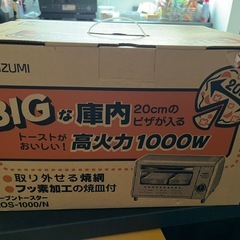 ZUMI
BIGな庫内
20cmの
ピザが入る
トーストが
おいしい!
高火力1000W
●取り外せる焼網
●フッ素加工の焼皿付
ーブントースター
OS-1000/N